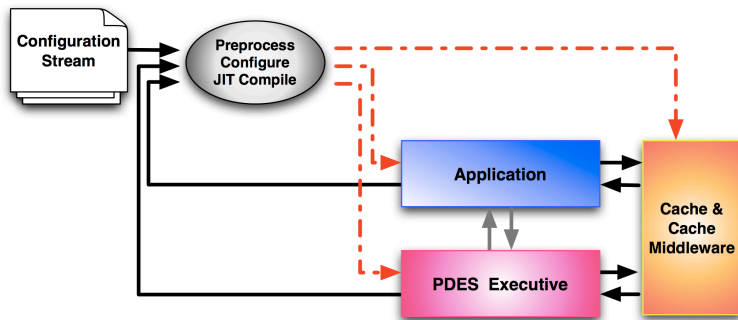 Configuration
Stream
Preprocess
Configure
JIT Compile
Application
Cache &
Cache
Middleware
PDES Executive